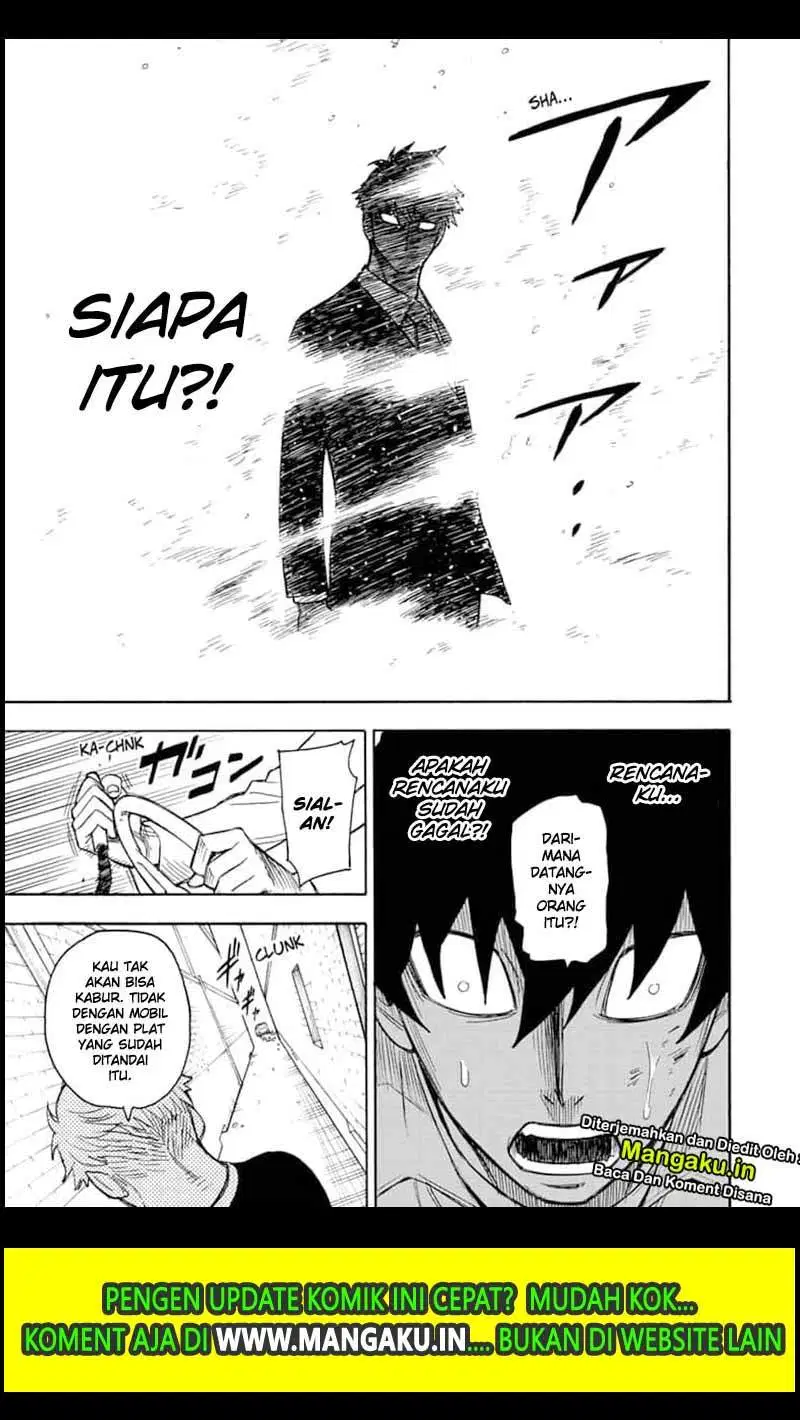 SHA...
ア
ア
ア
SIAPA
ITU?!
RENCANA-
KU...
APAKAH
RENCANAKU
SUDAH
GAGAL?!
DARI-
MANA
DATANG-
NYA
ORANG
ITU?!
KA-CHNK
ガコン
SIAL-
AN!
CLUNK
ギギ
KAU TAK
AKAN BISA
KABUR. TIDAK
DENGAN MOBIL
DENGAN PLAT
YANG SUDAH
DITANDAI
ITU.
Diterjemahkan dan Diedit Oleh :
Mangaku.in
Baca Dan Koment Disana
PENGEN UPDATE KOMIK INI CEPAT? MUDAH KOK...
KOMENT AJA DI WWW.MANGAKU.IN.... BUKAN DI WEBSITE LAIN